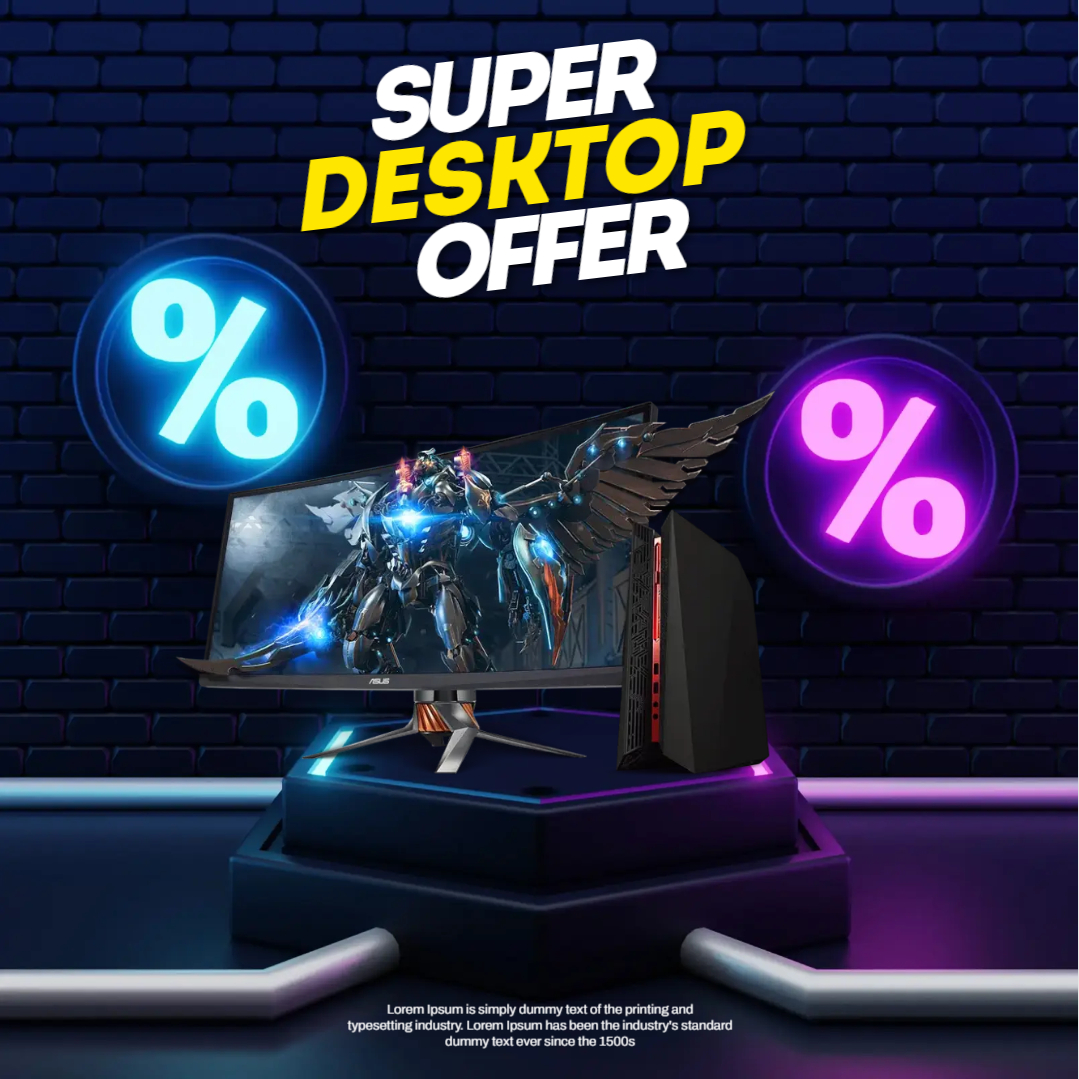 SUPER
DESKTOP
OFFER
%
%
ASUS
Lorem Ipsum is simply dummy text of the printing and
typesetting industry. Lorem Ipsum has been the industry's standard
dummy text ever since the 1500s